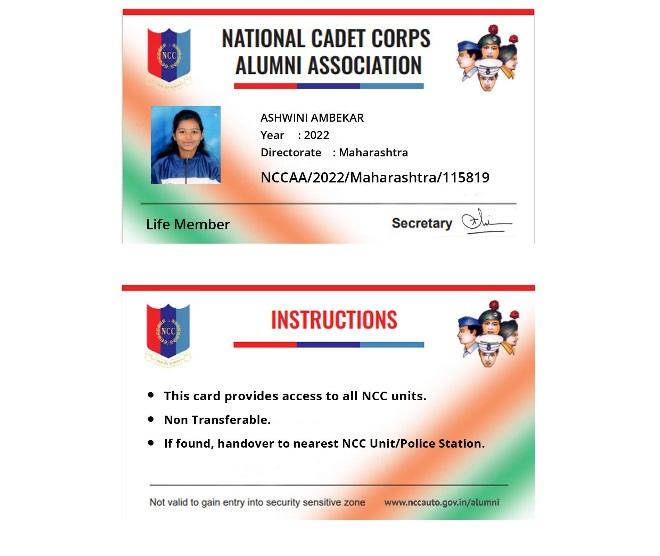 NCC
NATIONAL CADET CORPS
ALUMNI ASSOCIATION
ASHWINI AMBEKAR
Year : 2022
Directorate : Maharashtra
NCCAA/2022/Maharashtra/115819
Life Member
Secretary
NCC
INSTRUCTIONS
• This card provides access to all NCC units.
• Non Transferable.
• If found, handover to nearest NCC Unit/Police Station.
Not valid to gain entry into security sensitive zone www.nccauto.gov.in/alumni